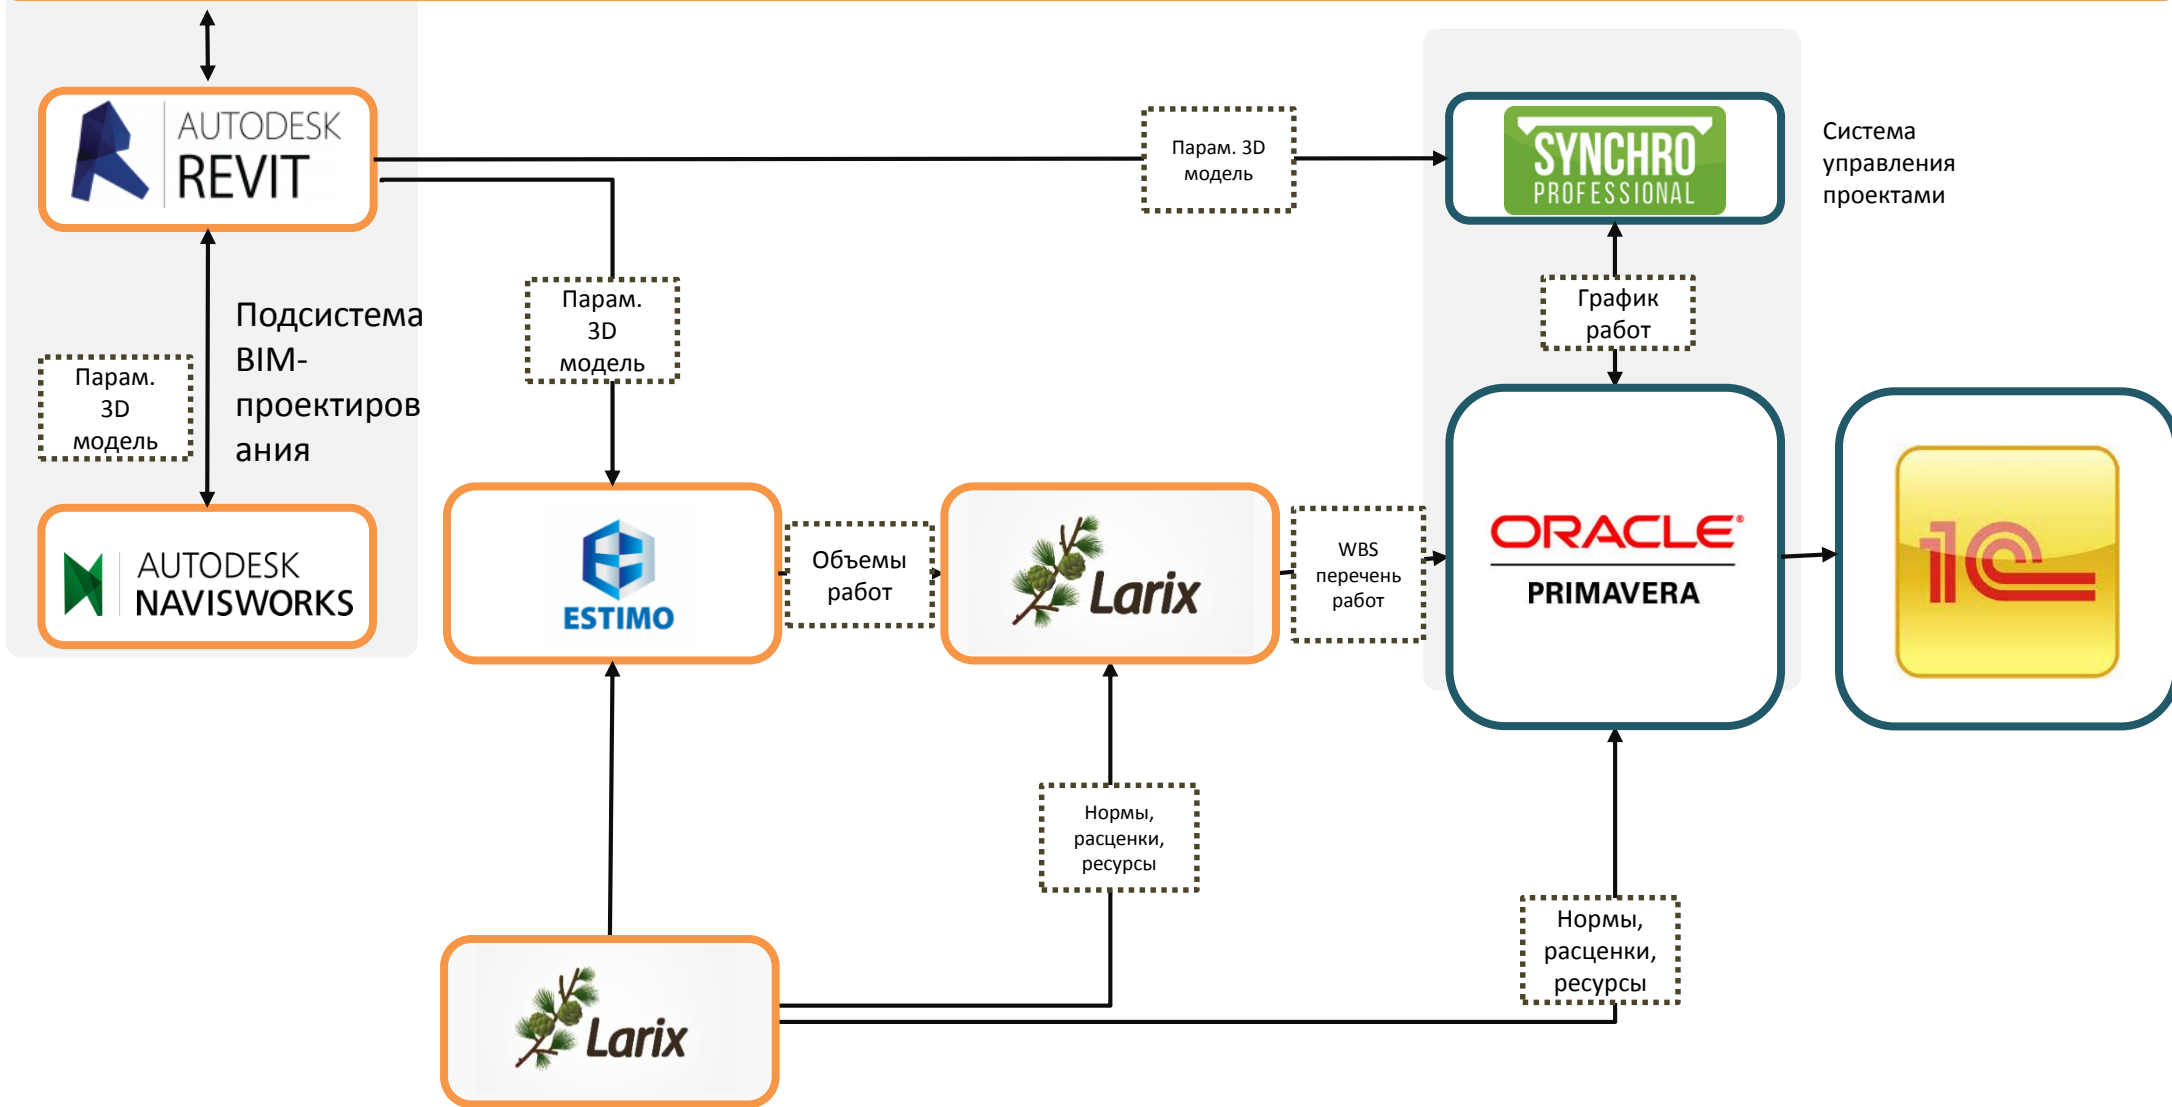 AUTODESK
REVIT
Парам. 3D
модель
SYNCHRO
PROFESSIONAL
Система
управления
проектами
Парам.
3D
модель
Подсистема
BIM-
проектиров
ания
Парам.
3D
модель
График
работ
AUTODESK
NAVISWORKS
ESTIMO
Объемы
работ
Larix
WBS
перечень
работ
ORACLE®
PRIMAVERA
1С
Нормы,
расценки,
ресурсы
Нормы,
расценки,
ресурсы
Larix